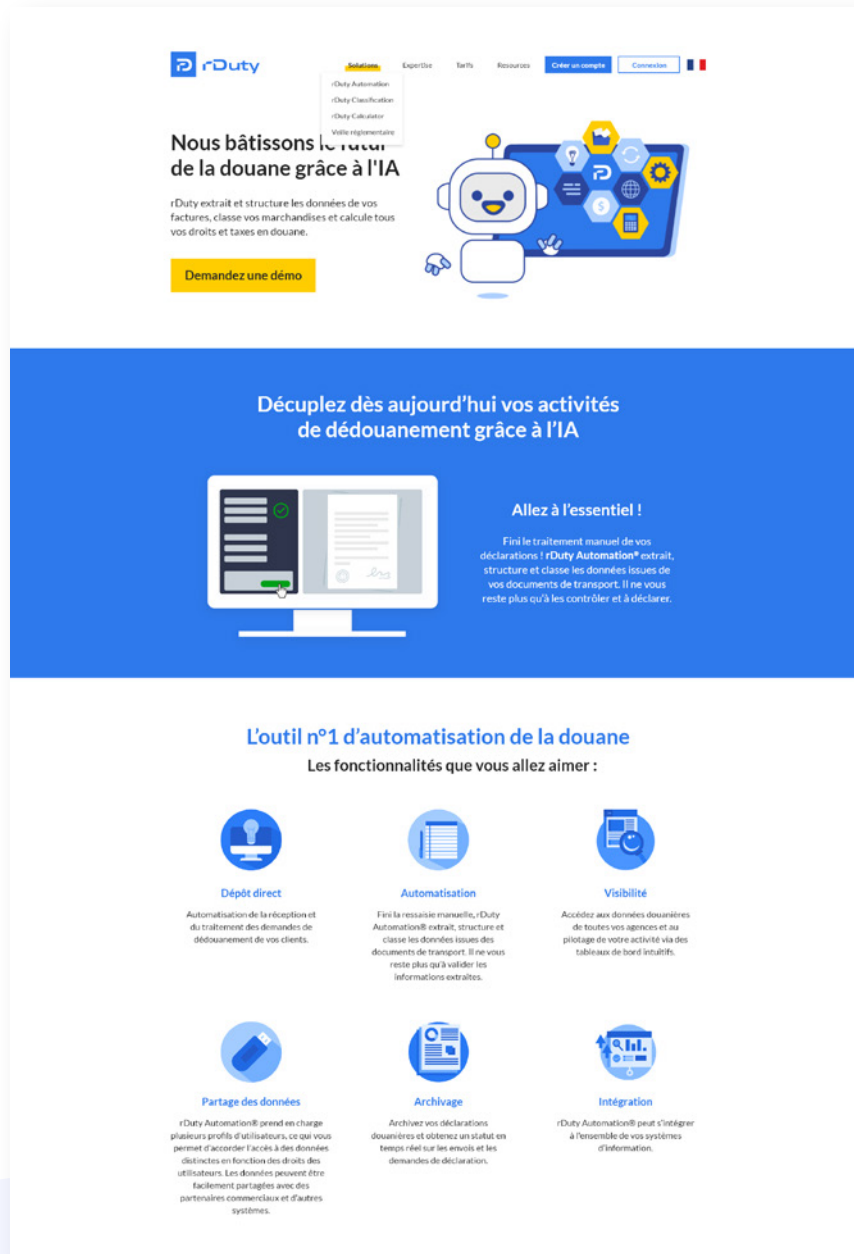 rDuty
Solutions
Expertise
Tarifs
Resources
Créer un compte
Connexion
rDuty Automation
rDuty Classification
rDuty Calculator
Veille réglementaire
Nous bâtissons le futur
de la douane grâce à l'IA
rDuty extrait et structure les données de vos
factures, classe vos marchandises et calcule tous
vos droits et taxes en douane.
Demandez une démo
Décuplez dès aujourd’hui vos activités
de dédouanement grâce à l’IA
Allez à l’essentiel !
Fini le traitement manuel de vos
déclarations ! rDuty Automation® extrait,
structure et classe les données issues de
vos documents de transport. Il ne vous
reste plus qu’à les contrôler et à déclarer.
L’outil n°1 d’automatisation de la douane
Les fonctionnalités que vous allez aimer :
Dépôt direct
Automatisation de la réception et
du traitement des demandes de
dédouanement de vos clients.
Automatisation
Fini la ressaisie manuelle, rDuty
Automation® extrait, structure et
classe les données issues des
documents de transport. Il ne vous
reste plus qu’à valider les
informations extraites.
Visibilité
Accédez aux données douanières
de toutes vos agences et au
pilotage de votre activité via des
tableaux de bord intuitifs.
Partage des données
rDuty Automation® prend en charge
plusieurs profils d’utilisateurs, ce qui vous
permet d’accorder l’accès à des données
distinctes en fonction des droits des
utilisateurs. Les données peuvent être
facilement partagées avec des
partenaires commerciaux et d’autres
systèmes.
Archivage
Archivez vos déclarations
douanières et obtenez un statut en
temps réel sur les envois et les
demandes de déclaration.
Intégration
rDuty Automation® peut s’intégrer
à l’ensemble de vos systèmes
d’information.